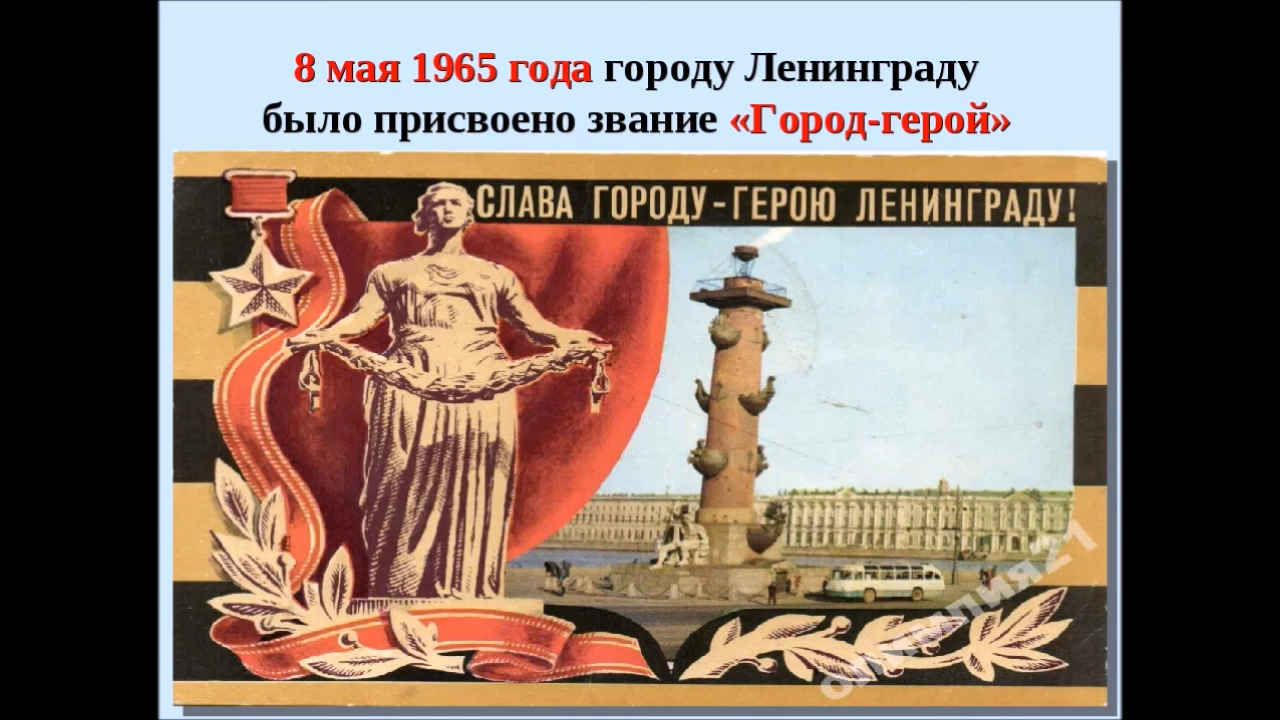 8 мая 1965 года городу Ленинграду
было присвоено звание «Город-герой»
СЛАВА ГОРОДУ-ГЕРОЮ ЛЕНИНГРАДУ!